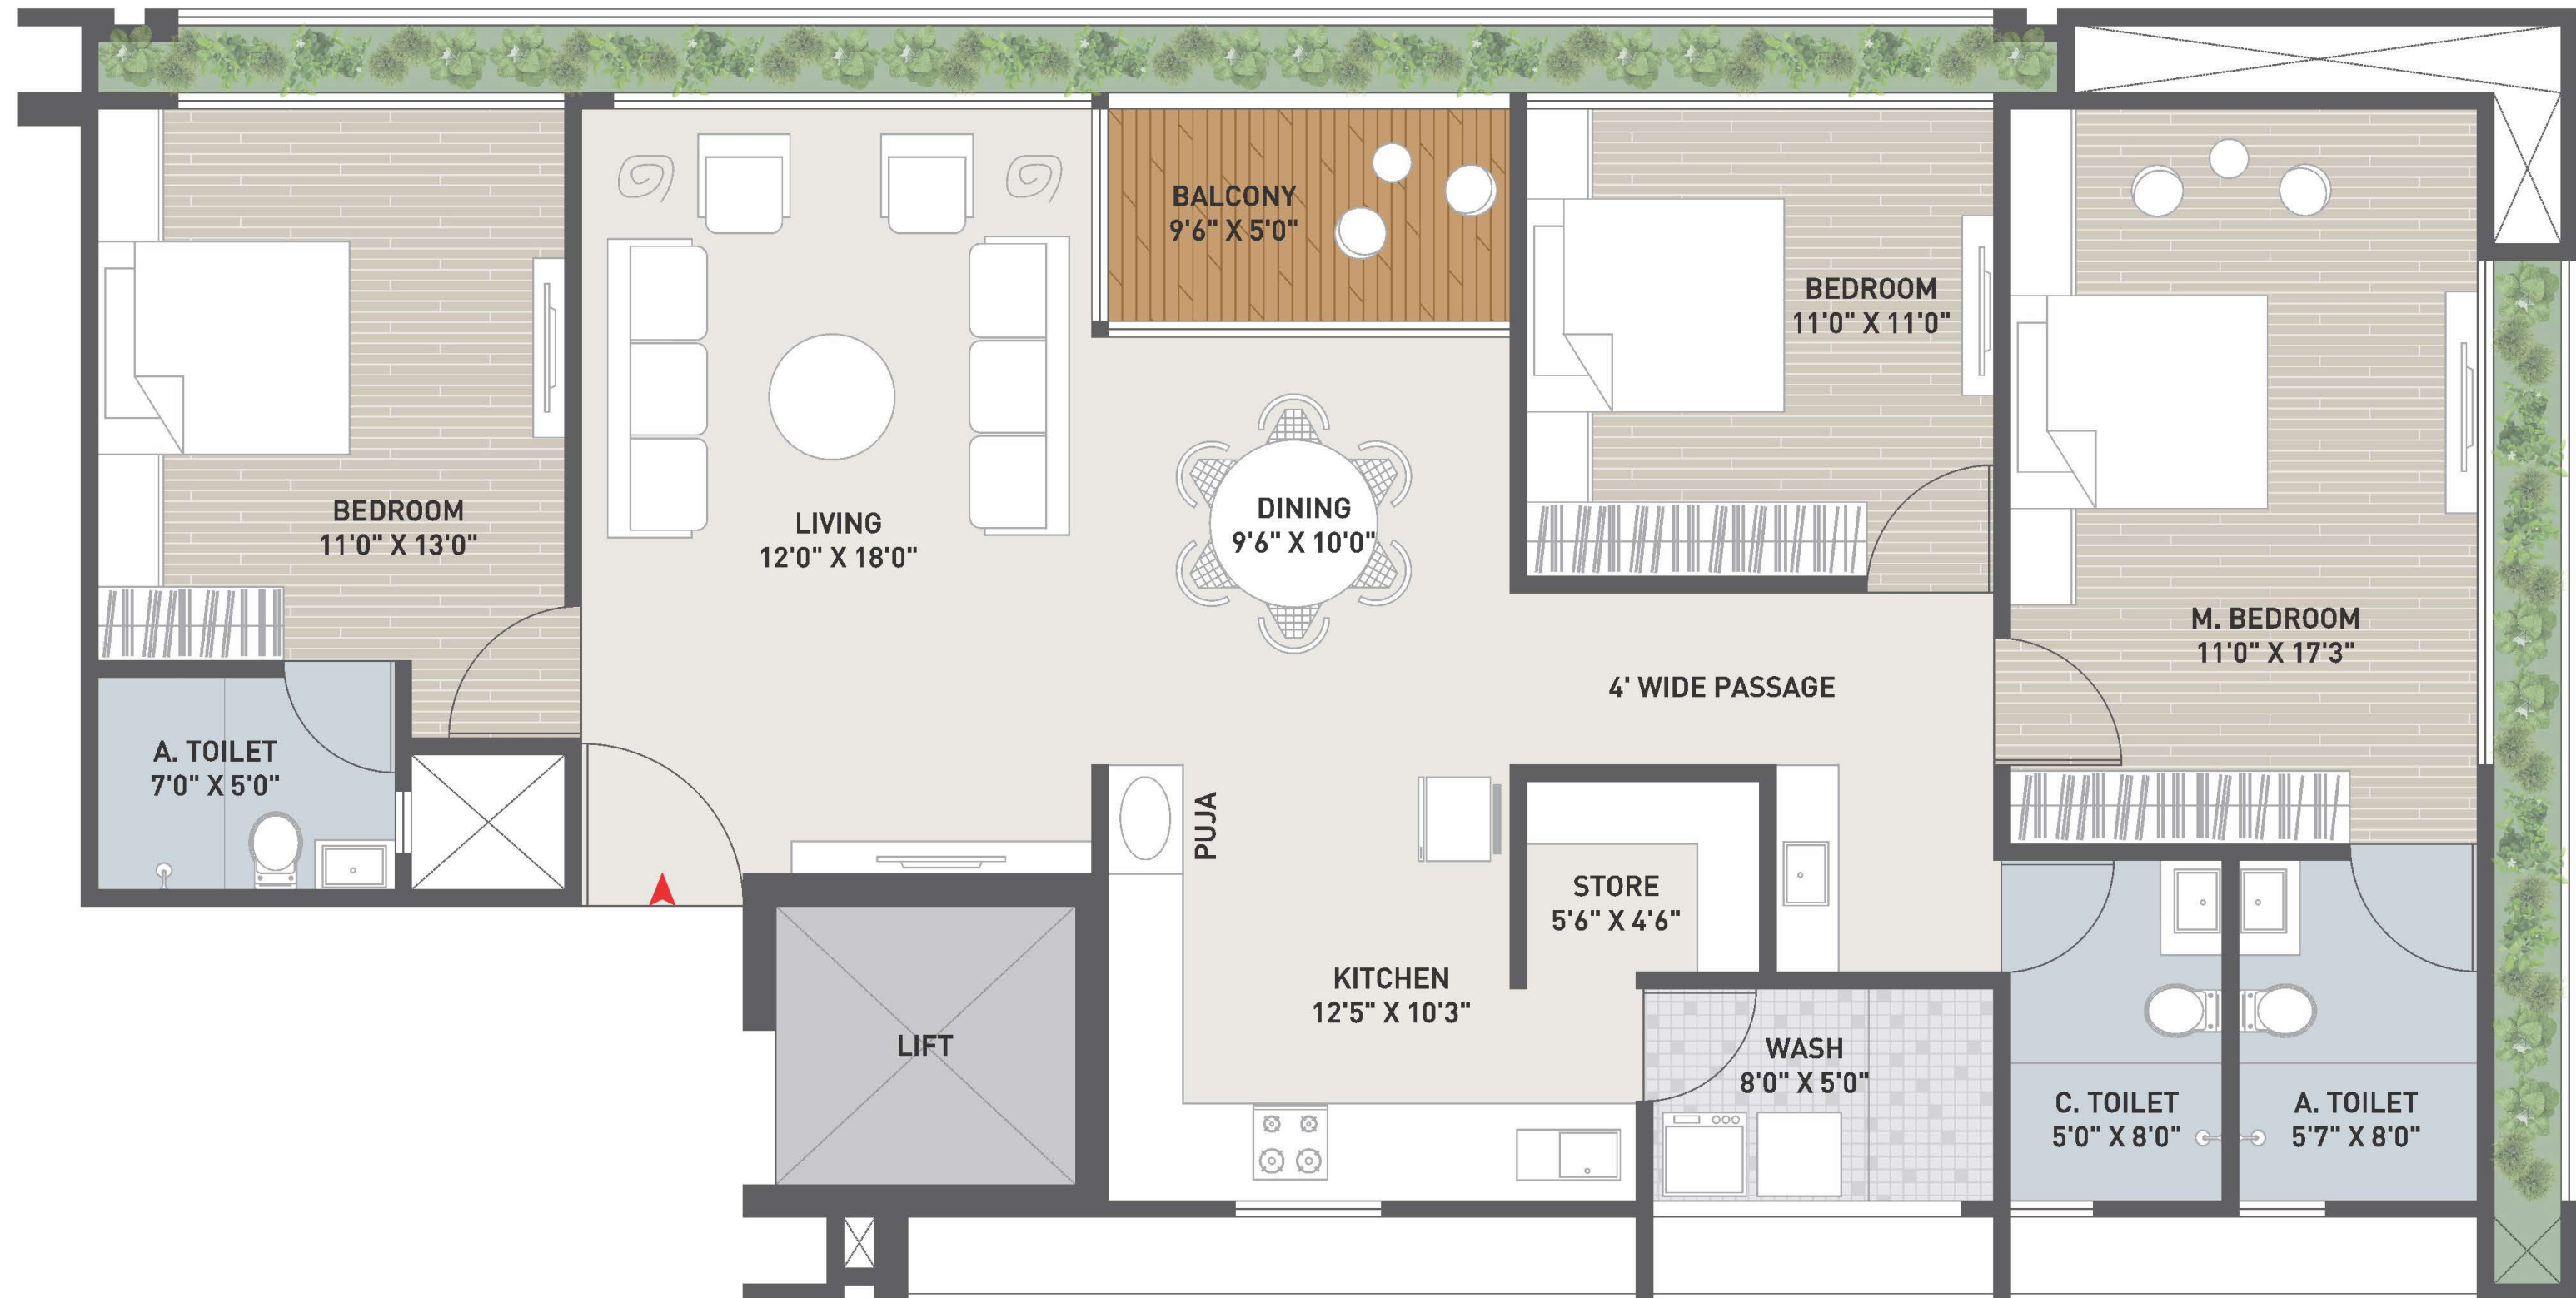 BALCONY
9'6" X 5'0"
BEDROOM
11'0" X 11'0"
BEDROOM
11'0" X 13'0"
LIVING
12'0" X 18'0"
DINING
9'6" X 10'0"
M. BEDROOM
11'0" X 17'3"
4' WIDE PASSAGE
A. TOILET
7'0" X 5'0"
PUJA
STORE
5'6" X 4'6"
KITCHEN
12'5" X 10'3"
LIFT
WASH
8'0" X 5'0"
C. TOILET
5'0" X 8'0"
A. TOILET
5'7" X 8'0"